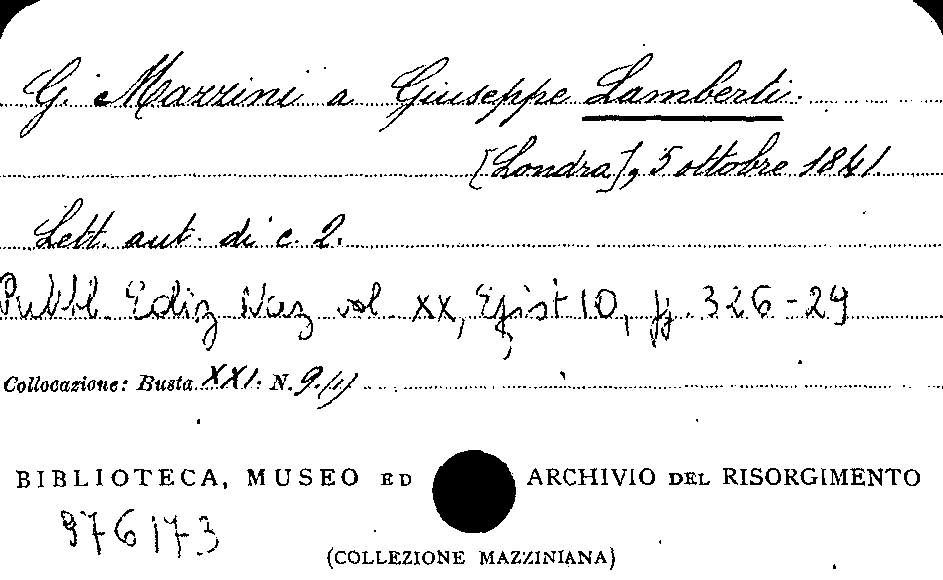 G. Mazzini a Giuseppe Lamberti.
[Londra], 5 ottobre 1841.
Lett. aut. di c. 2.
Pubbl. Ediz Naz vol. XX, Epist 10, pp. 326-29
Collocazione: Busta XXI. N. 9.(1)
BIBLIOTECA, MUSEO ED ARCHIVIO DEL RISORGIMENTO
976173
(COLLEZIONE MAZZINIANA)